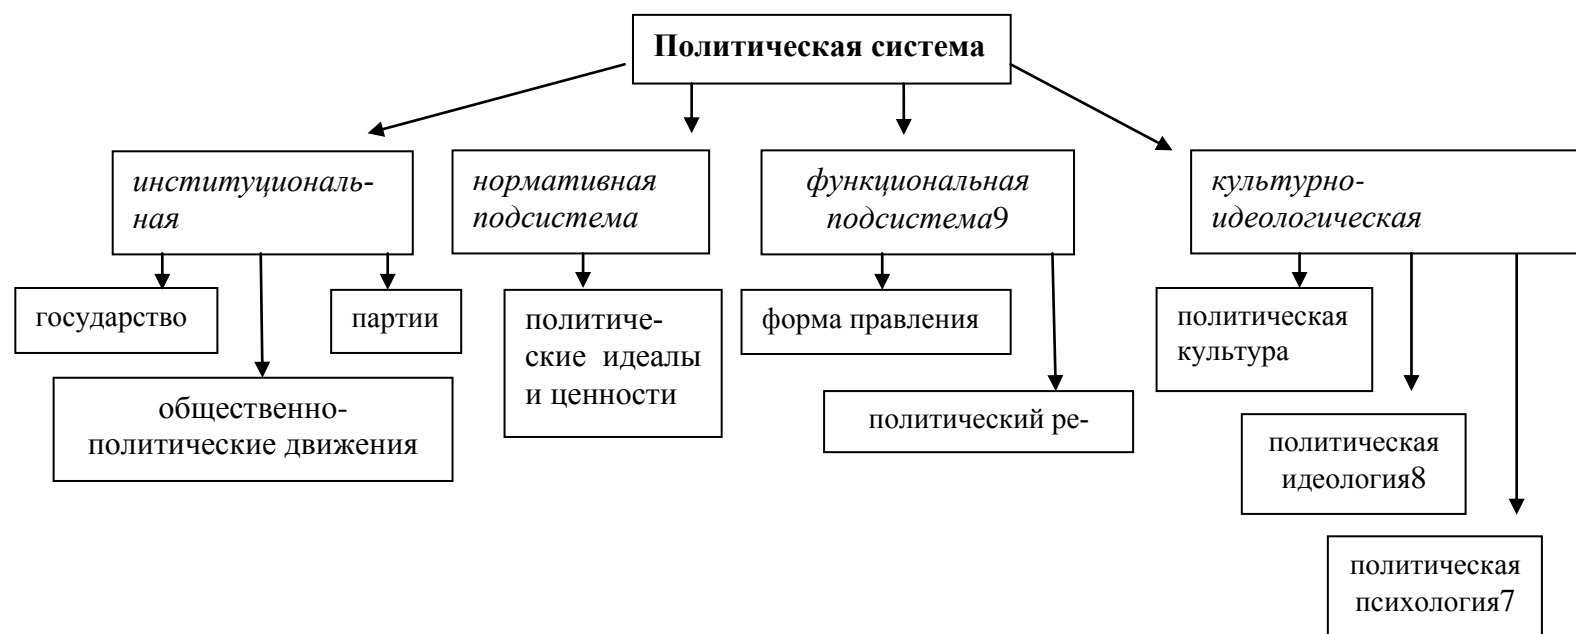 Политическая система
институциональ-
ная
нормативная
подсистема
функциональная
подсистема9
культурно-
идеологическая
государство
партии
общественно-
политические движения
политиче-
ские идеалы
и ценности
форма правления
политический ре-
политическая
культура
политическая
идеология8
политическая
психология7